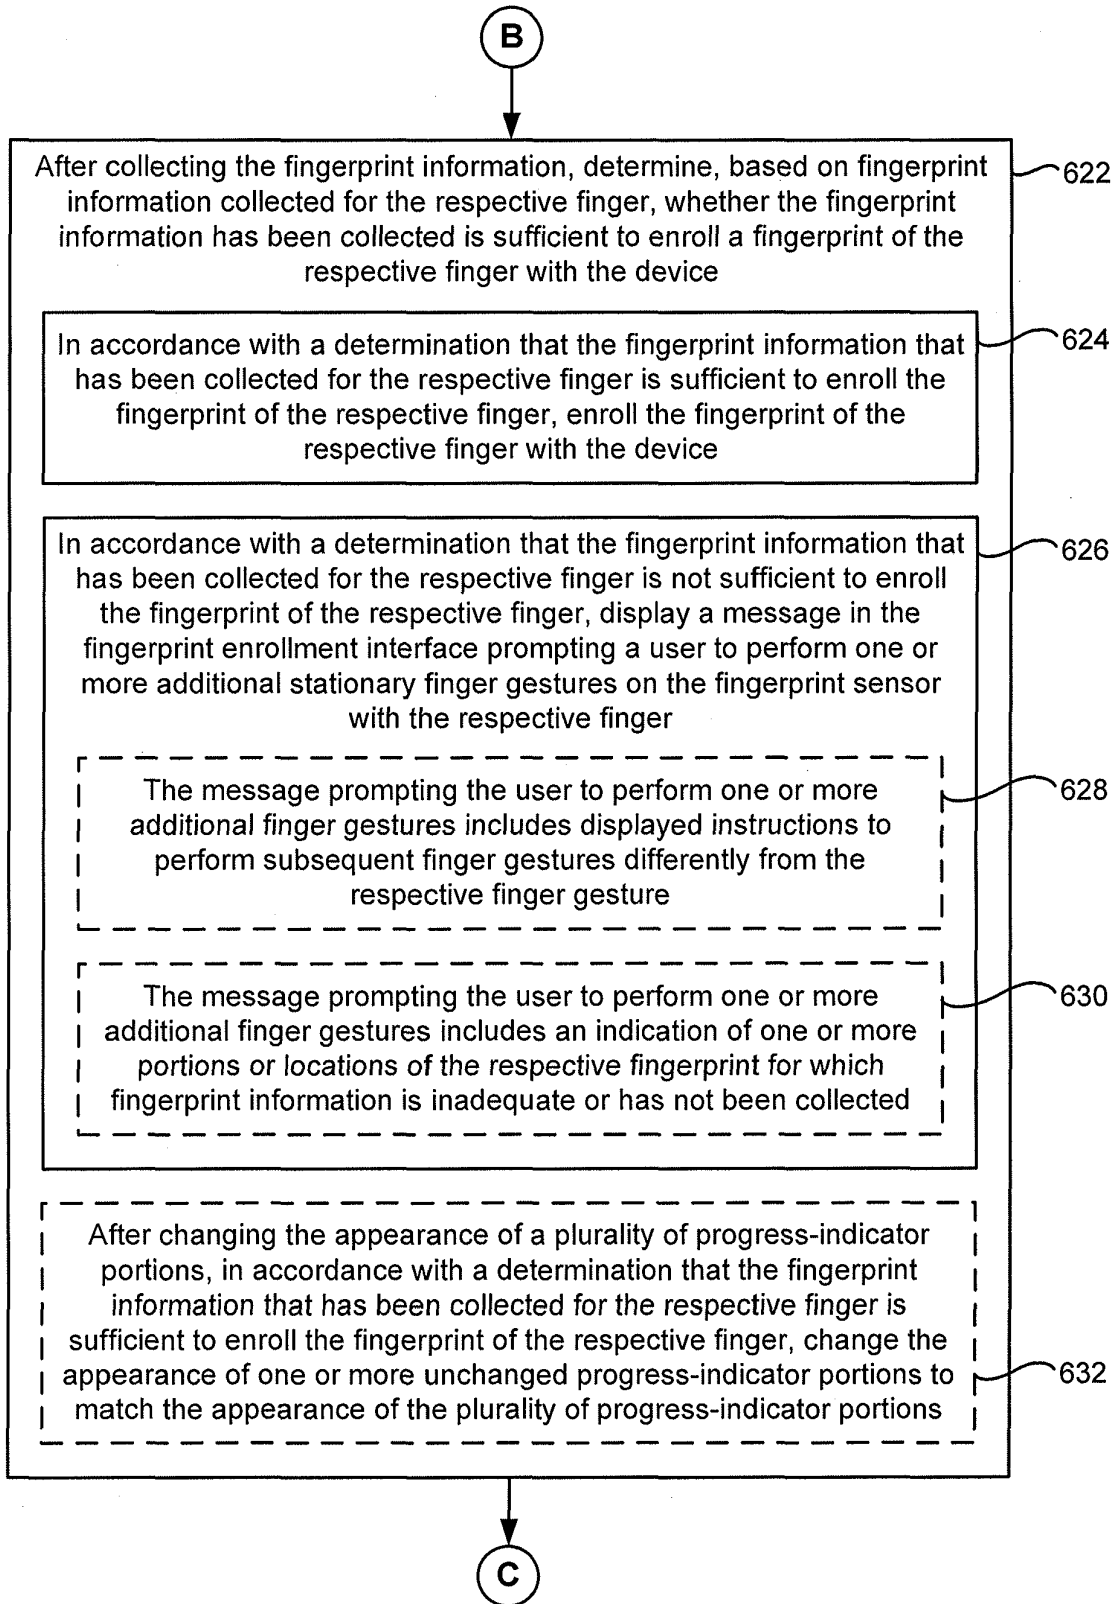 B
After collecting the fingerprint information, determine, based on fingerprint
information collected for the respective finger, whether the fingerprint
information has been collected is sufficient to enroll a fingerprint of the
respective finger with the device
622
In accordance with a determination that the fingerprint information that
has been collected for the respective finger is sufficient to enroll the
fingerprint of the respective finger, enroll the fingerprint of the
respective finger with the device
624
In accordance with a determination that the fingerprint information that
has been collected for the respective finger is not sufficient to enroll
the fingerprint of the respective finger, display a message in the
fingerprint enrollment interface prompting a user to perform one or
more additional stationary finger gestures on the fingerprint sensor
with the respective finger
626
The message prompting the user to perform one or more
additional finger gestures includes displayed instructions to
perform subsequent finger gestures differently from the
respective finger gesture
628
The message prompting the user to perform one or more
additional finger gestures includes an indication of one or more
portions or locations of the respective fingerprint for which
fingerprint information is inadequate or has not been collected
630
After changing the appearance of a plurality of progress-indicator
portions, in accordance with a determination that the fingerprint
information that has been collected for the respective finger is
sufficient to enroll the fingerprint of the respective finger, change the
appearance of one or more unchanged progress-indicator portions to
match the appearance of the plurality of progress-indicator portions
632
C